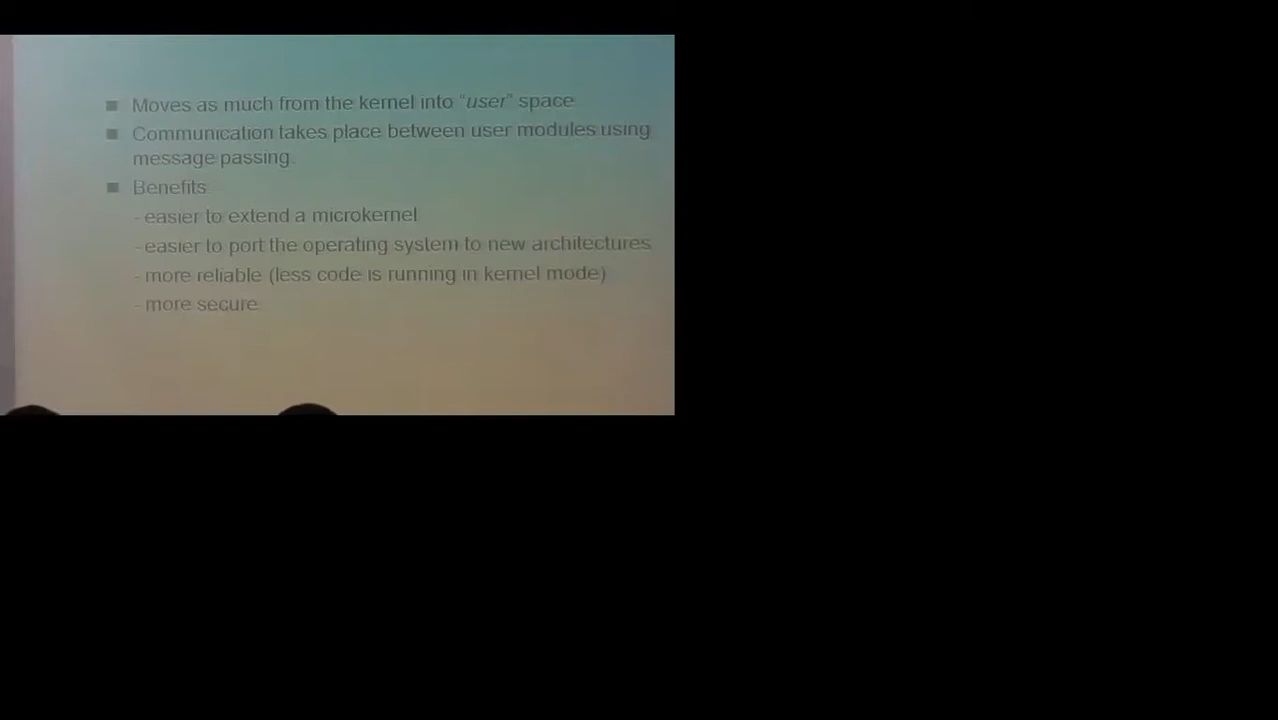 Moves as much from the kernel into "user" space
Communication takes place between user modules using
message passing.
Benefits
- easier to extend a microkernel
- easier to port the operating system to new architectures
- more reliable (less code is running in kernel mode)
- more secure